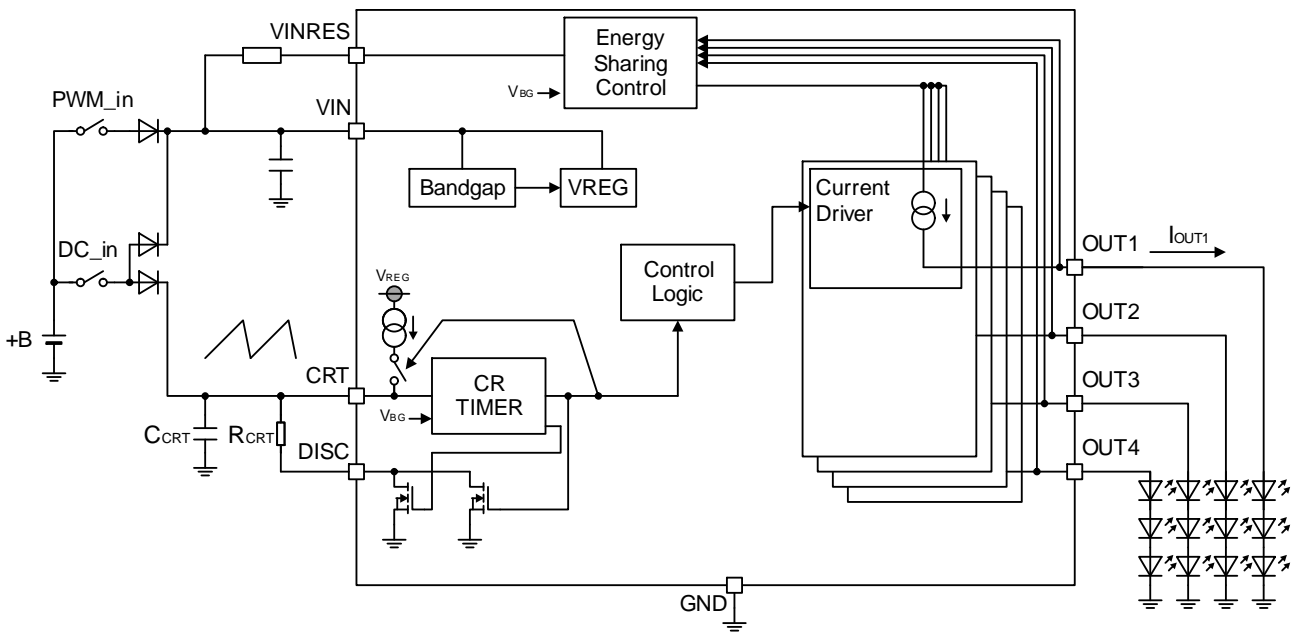 VINRES
Energy
Sharing
Control
VBG
PWM_in
VIN
Bandgap
VREG
Current
Driver
DC_in
OUT1
IOUT1
Control
Logic
VREG
OUT2
+B
CRT
CR
TIMER
VBG
OUT3
CCRT
RCRT
DISC
OUT4
GND